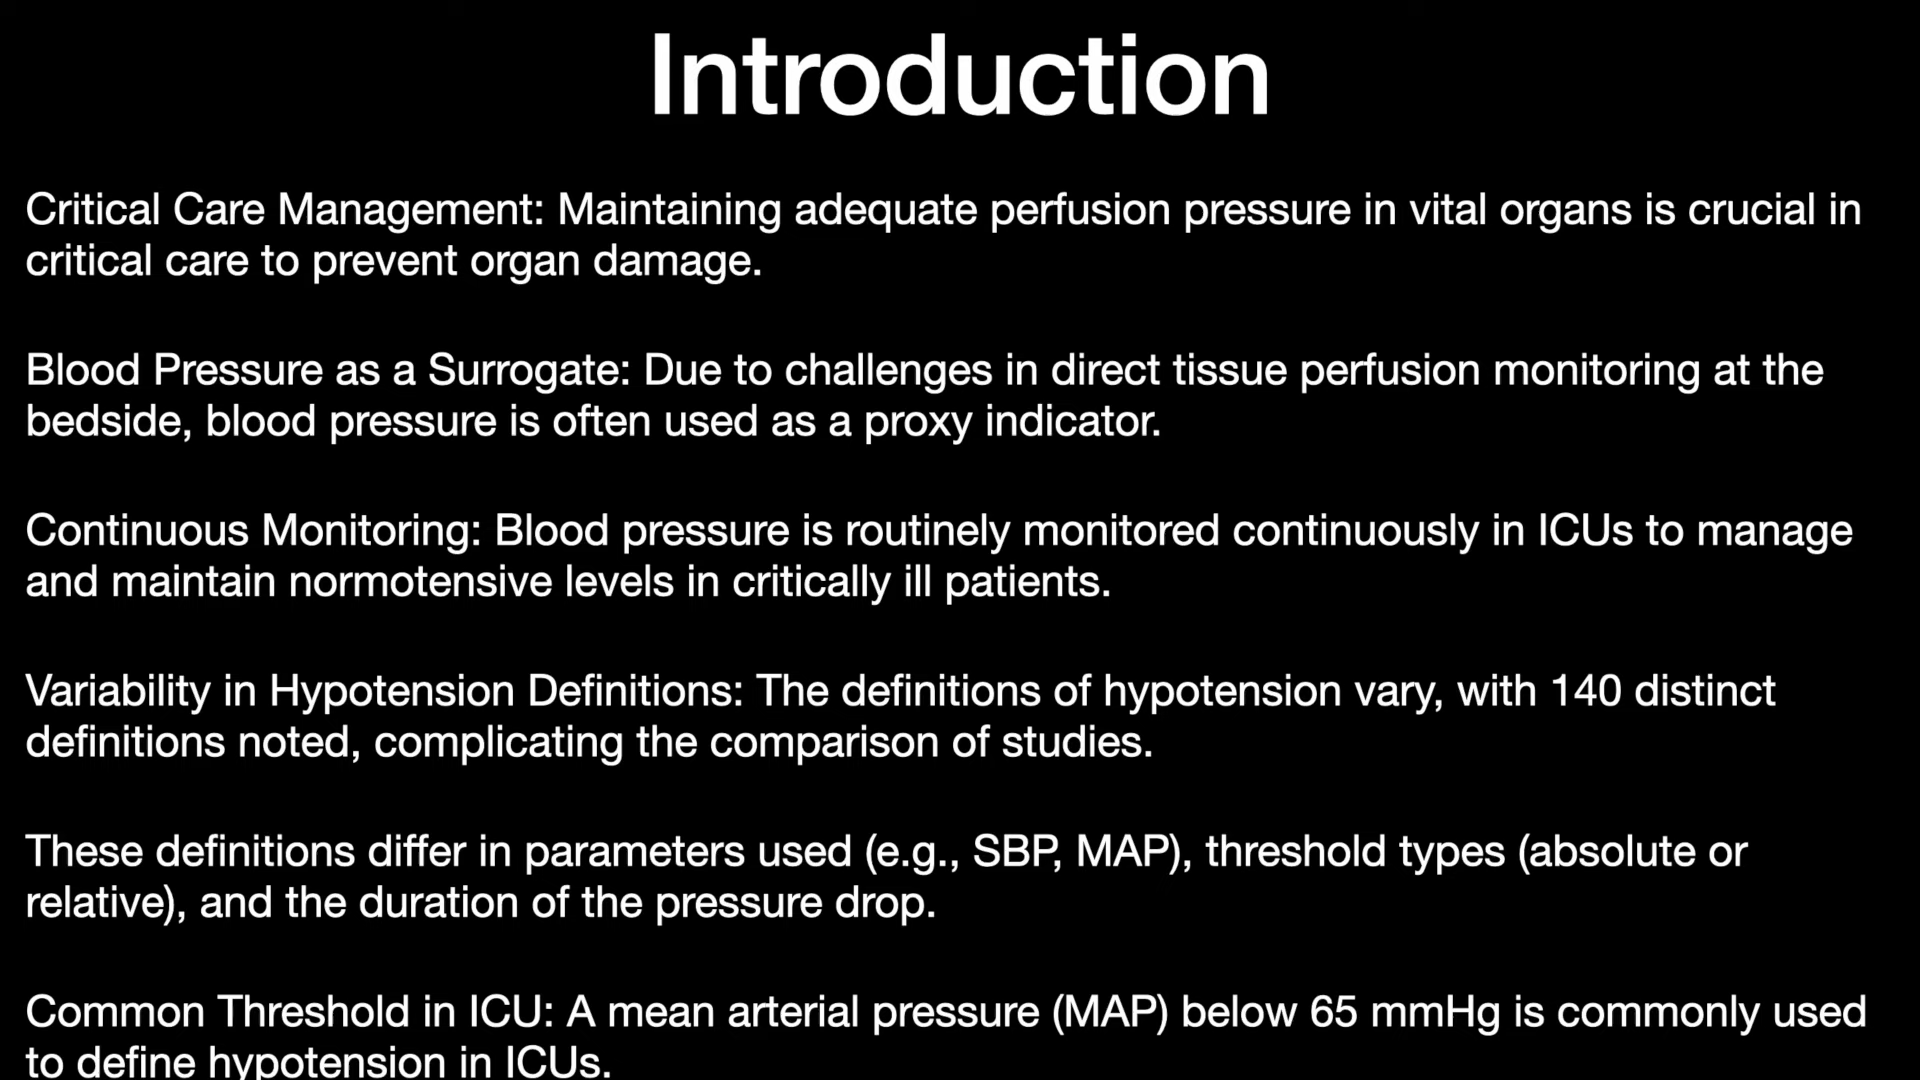 Introduction
Critical Care Management: Maintaining adequate perfusion pressure in vital organs is crucial in
critical care to prevent organ damage.
Blood Pressure as a Surrogate: Due to challenges in direct tissue perfusion monitoring at the
bedside, blood pressure is often used as a proxy indicator.
Continuous Monitoring: Blood pressure is routinely monitored continuously in ICUs to manage
and maintain normotensive levels in critically ill patients.
Variability in Hypotension Definitions: The definitions of hypotension vary, with 140 distinct
definitions noted, complicating the comparison of studies.
These definitions differ in parameters used (e.g., SBP, MAP), threshold types (absolute or
relative), and the duration of the pressure drop.
Common Threshold in ICU: A mean arterial pressure (MAP) below 65 mmHg is commonly used
to define hypotension in ICUs.